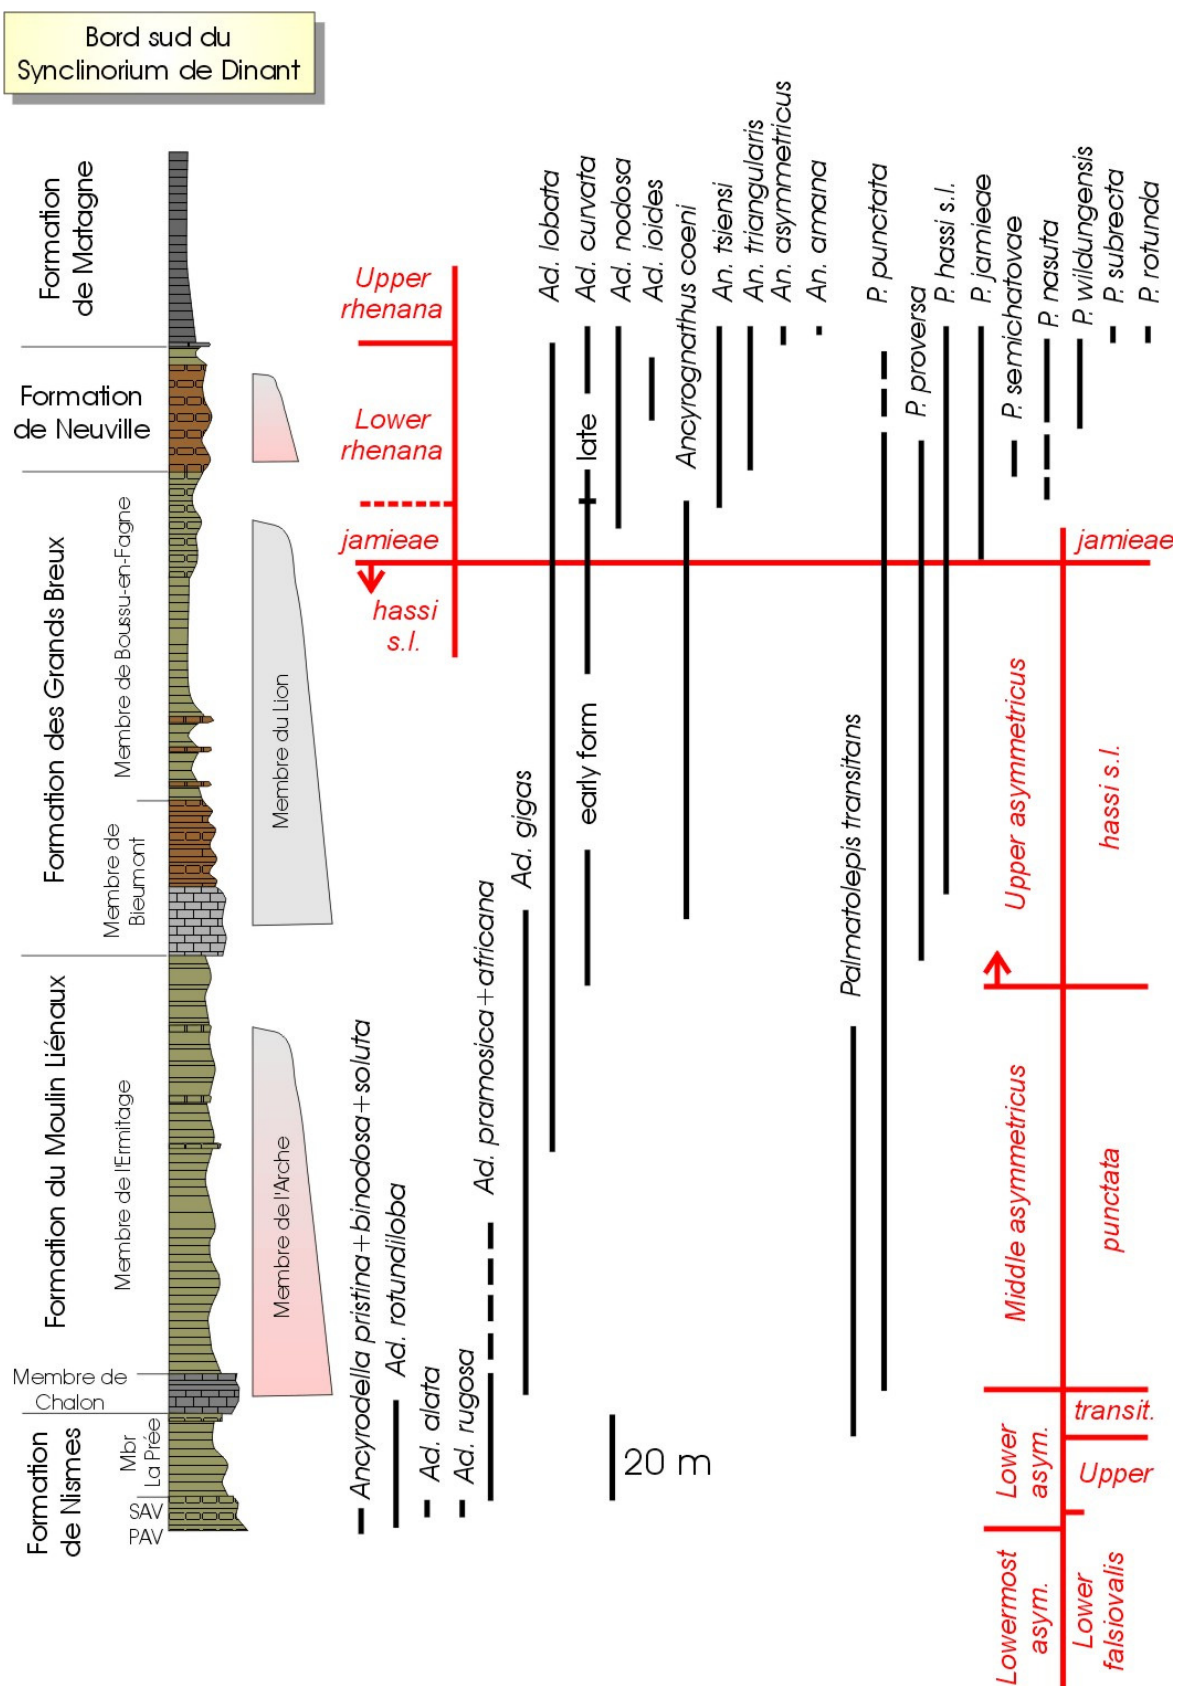 Bord sud du
Synclinorium de Dinant
Formation
de Matagne
Formation
de Neuville
Formation des Grands Breux
Membre de Boussu-en-Fagne
Membre de
Bieumont
Formation du Moulin Liénaux
Membre de l'Ermitage
Membre de
Chalon
Formation
de Nismes
Mbr
La Prée
SAV
PAV
Membre du Lion
Membre de l'Arche
Upper
rhenana
Lower
rhenana
jamieae
hassi
s.l.
Ancyrodella pristina+binodosa+soluta
Ad. rotundiloba
Ad. alata
Ad. rugosa
Ad. pramosica+africana
Ad. gigas
Ad. lobata
Ad. curvata
late
early form
Ad. nodosa
Ad. ioides
Ancyrognathus coeni
An. tsiensi
An. triangularis
An. asymmetricus
An. amana
Palmatolepis transitans
P. punctata
P. proversa
P. hassi s.l.
P. jamieae
P. semichatovae
P. nasuta
P. wildungensis
P. subrecta
P. rotunda
20 m
jamieae
Upper asymmetricus
hassi s.l.
Middle asymmetricus
punctata
transit.
Lower
asym.
Upper
Lowermost
asym.
Lower
falsiovalis